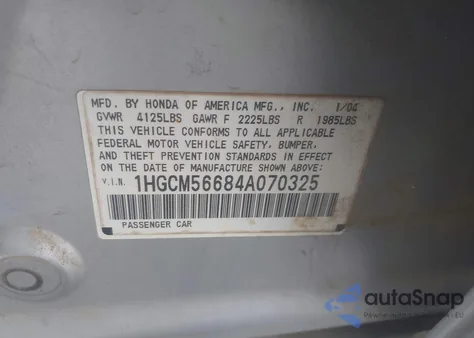 MFD. BY HONDA OF AMERICA MFG., INC. 1/04
GVWR 4125LBS GAWR F 2225LBS R 1985LBS
THIS VEHICLE CONFORMS TO ALL APPLICABLE
FEDERAL MOTOR VEHICLE SAFETY, BUMPER,
AND THEFT PREVENTION STANDARDS IN EFFECT
ON THE DATE OF MANUFACTURE SHOWN ABOVE.
V.I.N. 1HGCM56684A070325
PASSENGER CAR
autoSnap